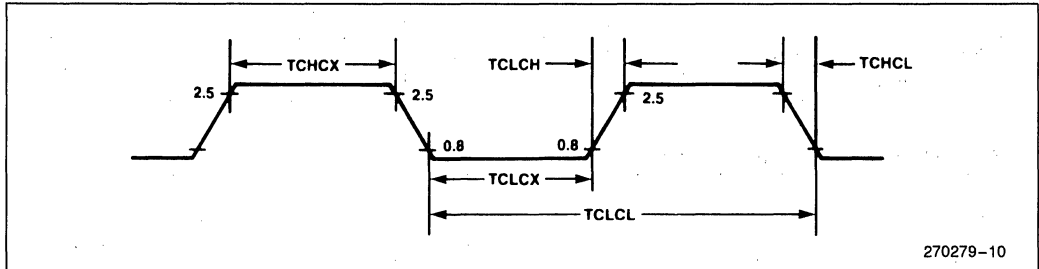 TCHCX
TCLCH
TCHCL
2.5
2.5
2.5
0.8
0.8
TCLCX
TCLCL
270279-10